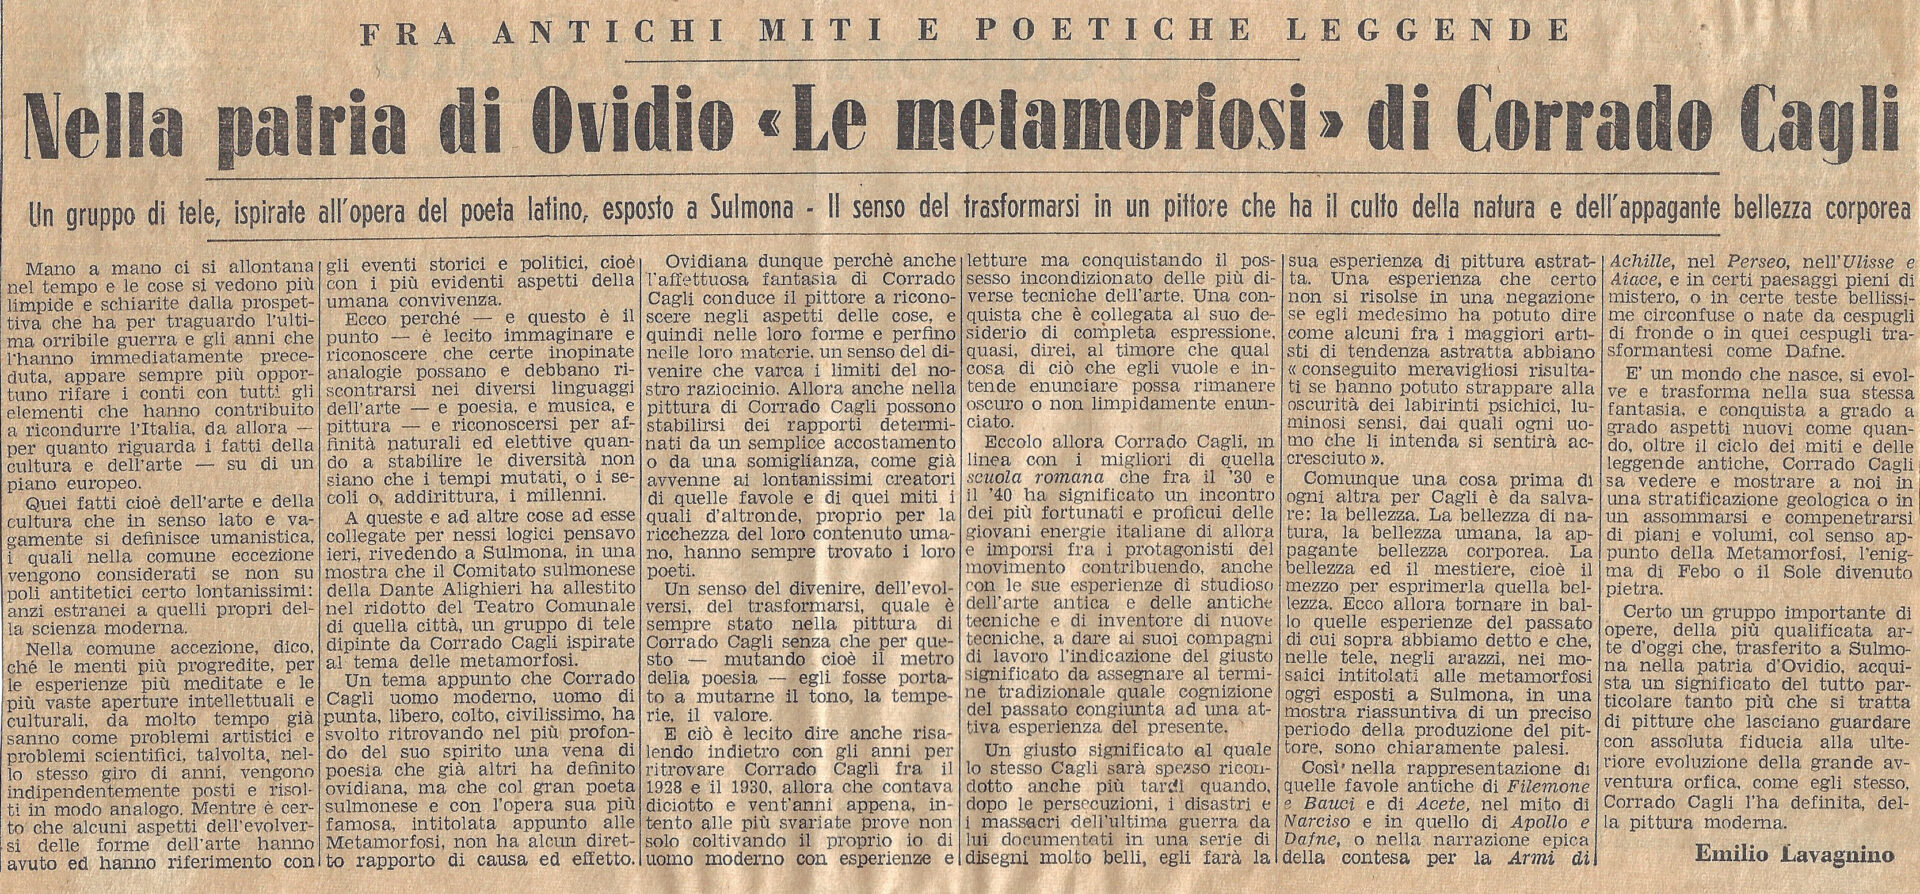 FRA ANTICHI MITI E POETICHE LEGGENDE
Nella patria di Ovidio «Le metamorfosi» di Corrado Cagli
Un gruppo di tele, ispirate all'opera del poeta latino, esposto a Sulmona - Il senso del trasformarsi in un pittore che ha il culto della natura e dell'appagante bellezza corporea
Mano a mano ci si allontana
nel tempo e le cose si vedono più
limpide e schiarite dalla prospet-
tiva che ha per traguardo l'ulti-
ma orribile guerra e gli anni che
l'hanno immediatamente prece-
duta, appare sempre più oppor-
tuno rifare i conti con tutti gli
elementi che hanno contribuito
a ricondurre l'Italia, da allora —
per quanto riguarda i fatti della
cultura e dell'arte — su di un
piano europeo.
Quei fatti cioè dell'arte e della
cultura che in senso lato e va-
gamente si definisce umanistica,
i quali nella comune eccezione
vengono considerati se non su
poli antitetici certo lontanissimi:
anzi estranei a quelli propri del-
la scienza moderna.
Nella comune accezione, dico,
ché le menti più progredite, per
le esperienze più meditate e le
più vaste aperture intellettuali e
culturali, da molto tempo già
sanno come problemi artistici e
problemi scientifici, talvolta, nel-
lo stesso giro di anni, vengono
indipendentemente posti e risol-
ti in modo analogo. Mentre è cer-
to che alcuni aspetti dell'evolver-
si delle forme dell'arte hanno
avuto ed hanno riferimento con
gli eventi storici e politici, cioè
con i più evidenti aspetti della
umana convivenza.
Ecco perché — e questo è il
punto — è lecito immaginare e
riconoscere che certe inopinate
analogie possano e debbano ri-
scontrarsi nei diversi linguaggi
dell'arte — e poesia, e musica, e
pittura — e riconoscersi per af-
finità naturali ed elettive quan-
do a stabilire le diversità non
siano che i tempi mutati, o i se-
coli o, addirittura, i millenni.
A queste e ad altre cose ad esse
collegate per nessi logici pensavo
ieri, rivedendo a Sulmona, in una
mostra che il Comitato sulmonese
della Dante Alighieri ha allestito
nel ridotto del Teatro Comunale
di quella città, un gruppo di tele
dipinte da Corrado Cagli ispirate
al tema delle metamorfosi.
Un tema appunto che Corrado
Cagli uomo moderno, uomo di
punta, libero, colto, civilissimo, ha
svolto ritrovando nel più profon-
do del suo spirito una vena di
poesia che già altri ha definito
ovidiana, ma che col gran poeta
sulmonese e con l'opera sua più
famosa, intitolata appunto alle
Metamorfosi, non ha alcun diret-
to rapporto di causa ed effetto.
Ovidiana dunque perchè anche
l'affettuosa fantasia di Corrado
Cagli conduce il pittore a ricono-
scere negli aspetti delle cose, e
quindi nelle loro forme e perfino
nelle loro materie, un senso del di-
venire che varca i limiti del no-
stro raziocinio. Allora anche nella
pittura di Corrado Cagli possono
stabilirsi dei rapporti determi-
nati da un semplice accostamento
o da una somiglianza, come già
avvenne ai lontanissimi creatori
di quelle favole e di quei miti i
quali d'altronde, proprio per la
ricchezza del loro contenuto uma-
no, hanno sempre trovato i loro
poeti.
Un senso del divenire, dell'evol-
versi, del trasformarsi, quale è
sempre stato nella pittura di
Corrado Cagli senza che per que-
sto — mutando cioè il metro
della poesia — egli fosse porta-
to a mutarne il tono, la tempe-
rie, il valore.
E ciò è lecito dire anche risa-
lendo indietro con gli anni per
ritrovare Corrado Cagli fra il
1928 e il 1930, allora che contava
diciotto e vent'anni appena, in-
tento alle più svariate prove non
solo coltivando il proprio io di
uomo moderno con esperienze e
letture ma conquistando il pos-
sesso incondizionato delle più di-
verse tecniche dell'arte. Una con-
quista che è collegata al suo de-
siderio di completa espressione,
quasi, direi, al timore che qual
cosa di ciò che egli vuole e in-
tende enunciare possa rimanere
oscuro o non limpidamente enun-
ciato.
Eccolo allora Corrado Cagli, in
linea con i migliori di quella
scuola romana che fra il '30 e
il '40 ha significato un incontro
dei più fortunati e proficui delle
giovani energie italiane di allora
e imporsi fra i protagonisti del
movimento contribuendo, anche
con le sue esperienze di studioso
dell'arte antica e delle antiche
tecniche e di inventore di nuove
tecniche, a dare ai suoi compagni
di lavoro l'indicazione del giusto
significato da assegnare al termi-
ne tradizionale quale cognizione
del passato congiunta ad una at-
tiva esperienza del presente.
Un giusto significato al quale
lo stesso Cagli sarà spesso ricon-
dotto anche più tardi quando,
dopo le persecuzioni, i disastri e
i massacri dell'ultima guerra da
lui documentati in una serie di
disegni molto belli, egli farà la
sua esperienza di pittura astrat-
ta. Una esperienza che certo
non si risolse in una negazione
se egli medesimo ha potuto dire
come alcuni fra i maggiori arti-
sti di tendenza astratta abbiano
« conseguito meravigliosi risulta-
ti se hanno potuto strappare alla
oscurità dei labirinti psichici, lu-
minosi sensi, dai quali ogni uo-
mo che li intenda si sentirà ac-
cresciuto ».
Comunque una cosa prima di
ogni altra per Cagli è da salva-
re: la bellezza. La bellezza di na-
tura, la bellezza umana, la ap-
pagante bellezza corporea. La
bellezza ed il mestiere, cioè il
mezzo per esprimerla quella bel-
lezza. Ecco allora tornare in bal-
lo quelle esperienze del passato
di cui sopra abbiamo detto e che,
nelle tele, negli arazzi, nei mo-
saici intitolati alle metamorfosi
oggi esposti a Sulmona, in una
mostra riassuntiva di un preciso
periodo della produzione del pit-
tore, sono chiaramente palesi.
Così nella rappresentazione di
quelle favole antiche di Filemone
e Bauci e di Acete, nel mito di
Narciso e in quello di Apollo e
Dafne, o nella narrazione epica
della contesa per la Armi di
Achille, nel Perseo, nell'Ulisse e
Aiace, e in certi paesaggi pieni di
mistero, o in certe teste bellissi-
me circonfuse o nate da cespugli
di fronde o in quei cespugli tra-
sformantesi come Dafne.
E' un mondo che nasce, si evol-
ve e trasforma nella sua stessa
fantasia, e conquista a grado a
grado aspetti nuovi come quan-
do, oltre il ciclo dei miti e delle
leggende antiche, Corrado Cagli
sa vedere e mostrare a noi in
una stratificazione geologica o in
un assommarsi e compenetrarsi
di piani e volumi, col senso ap-
punto della Metamorfosi, l'enig-
ma di Febo o il Sole divenuto
pietra.
Certo un gruppo importante di
opere, della più qualificata ar-
te d'oggi che, trasferito a Sulmo-
na nella patria d'Ovidio, acqui-
sta un significato del tutto par-
ticolare tanto più che si tratta
di pitture che lasciano guardare
con assoluta fiducia alla ulte-
riore evoluzione della grande av-
ventura orfica, come egli stesso,
Corrado Cagli l'ha definita, del-
la pittura moderna.
Emilio Lavagnino